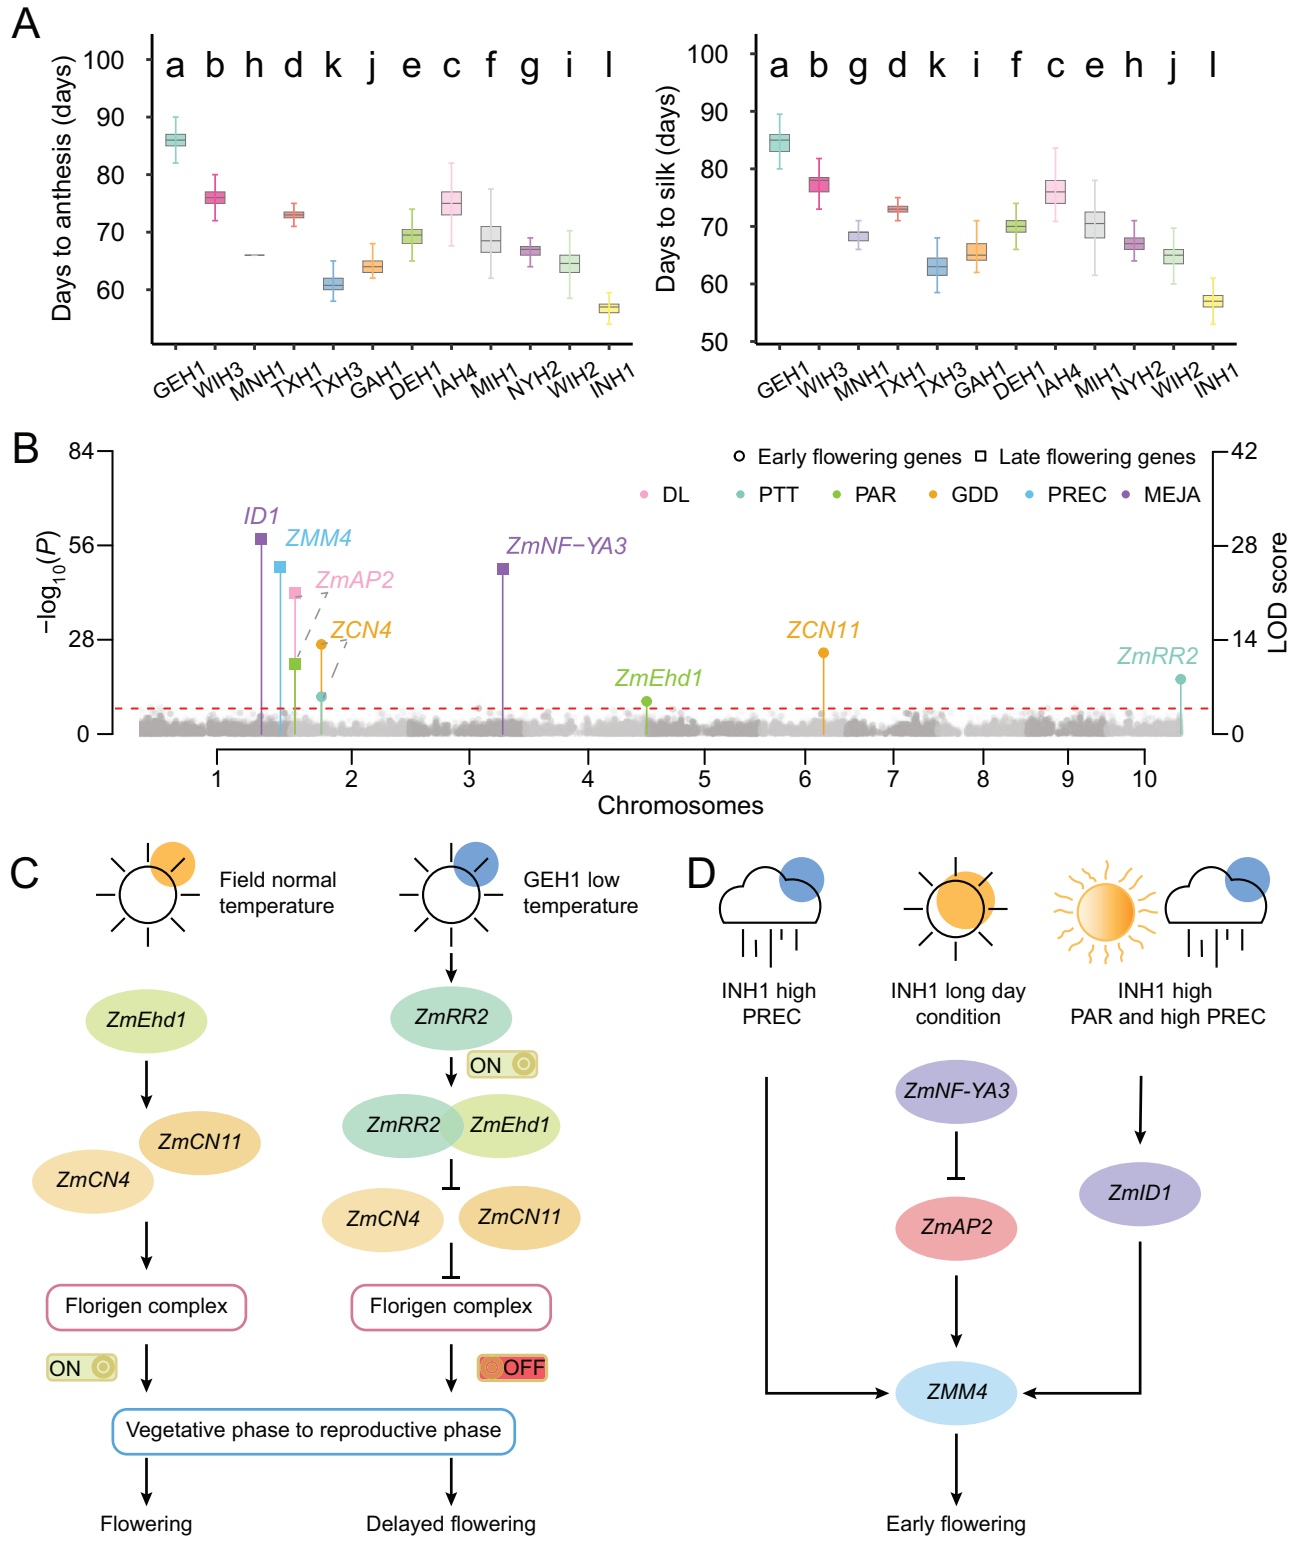 A
100
90
80
70
60
Days to anthesis (days)
a b h d k j e c f g i l
GEH1 WIH3 MNH1 TXH1 TXH3 GAH1 DEH1 IAH4 MIH1 NYH2 WIH2 INH1
100
90
80
70
60
50
Days to silk (days)
a b g d k i f c e h j l
GEH1 WIH3 MNH1 TXH1 TXH3 GAH1 DEH1 IAH4 MIH1 NYH2 WIH2 INH1
B
84
56
28
0
−log10(P)
Early flowering genes Late flowering genes
DL PTT PAR GDD PREC MEJA
ID1
ZMM4
ZmAP2
ZCN4
ZmNF−YA3
ZmEhd1
ZCN11
ZmRR2
42
28
14
0
LOD score
1 2 3 4 5 6 7 8 9 10
Chromosomes
C
Field normal
temperature
GEH1 low
temperature
ZmEhd1
ZmCN11
ZmCN4
Florigen complex
ON
ZmRR2
ON
ZmRR2 ZmEhd1
ZmCN4 ZmCN11
Florigen complex
OFF
Vegetative phase to reproductive phase
Flowering
Delayed flowering
D
INH1 high
PREC
INH1 long day
condition
INH1 high
PAR and high PREC
ZmNF-YA3
ZmAP2
ZmID1
ZMM4
Early flowering